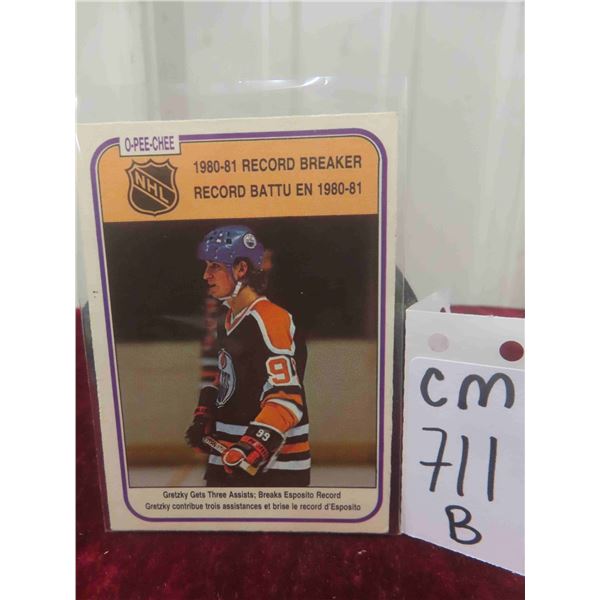 O-PEE-CHEE
NHL
1980-81 RECORD BREAKER
RECORD BATTU EN 1980-81
99
99
Gretzky Gets Three Assists; Breaks Esposito Record
Gretzky contribue trois assistances et brise le record d'Esposito
CM
711
B